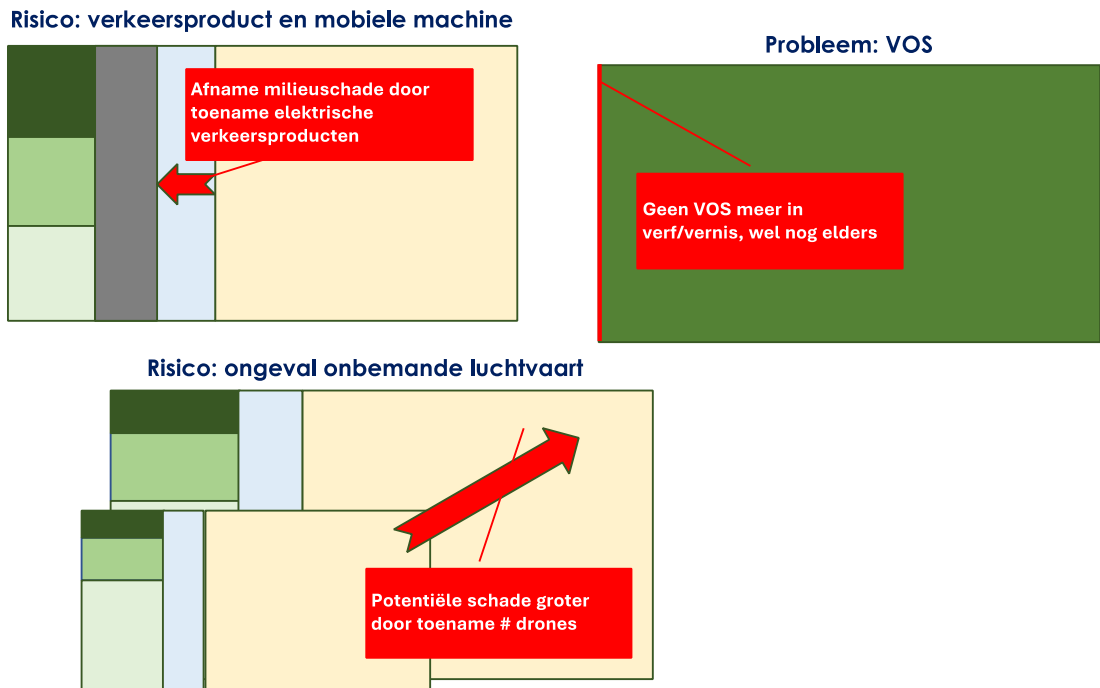 Risico: verkeersproduct en mobiele machine
Afname milieuschade door
toename elektrische
verkeersproducten
Probleem: VOS
Geen VOS meer in
verf/vernis, wel nog elders
Risico: ongeval onbemande luchtvaart
Potentiële schade groter
door toename # drones